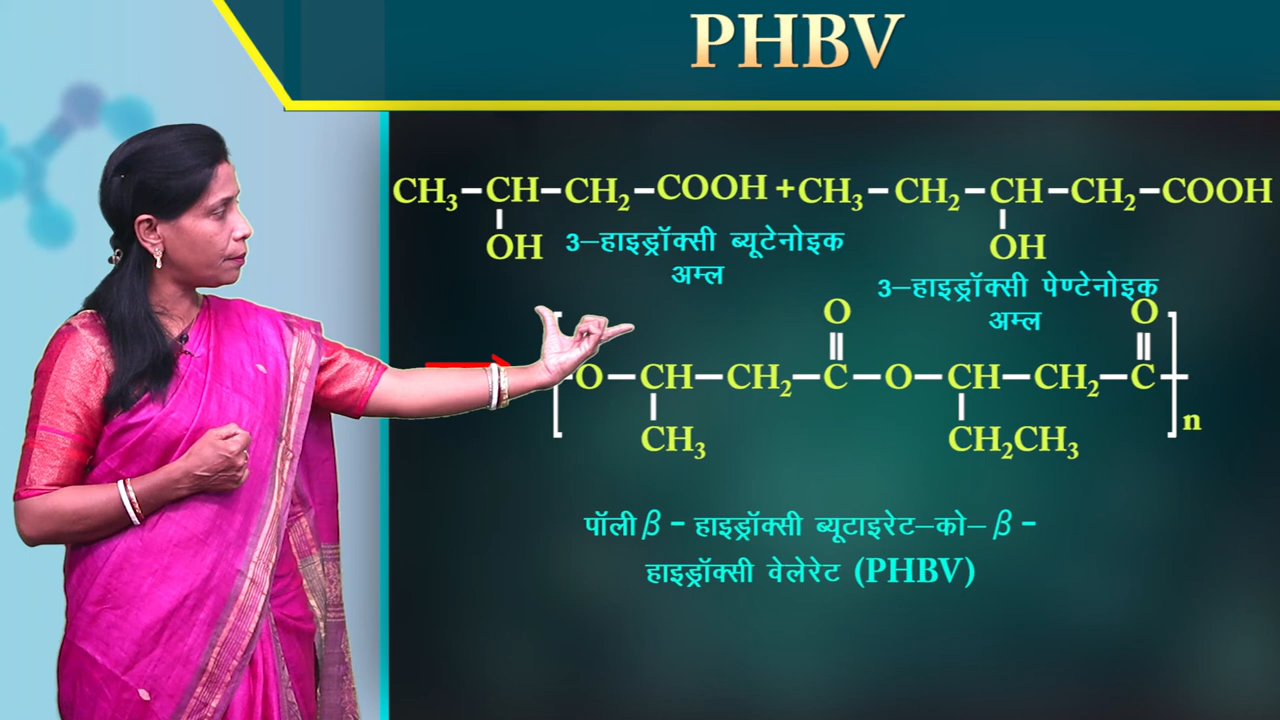 PHBV
CH₃–CH–CH₂–COOH + CH₃–CH₂–CH–CH₂–COOH
OH OH
3–हाइड्रॉक्सी ब्यूटेनोइक
अम्ल
3–हाइड्रॉक्सी पेण्टेनोइक
अम्ल
O O
O–CH–CH₂–C–O–CH–CH₂–C
n
CH₃ CH₂CH₃
पॉली β - हाइड्रॉक्सी ब्यूटाइरेट–को– β -
हाइड्रॉक्सी वेलेरेट (PHBV)